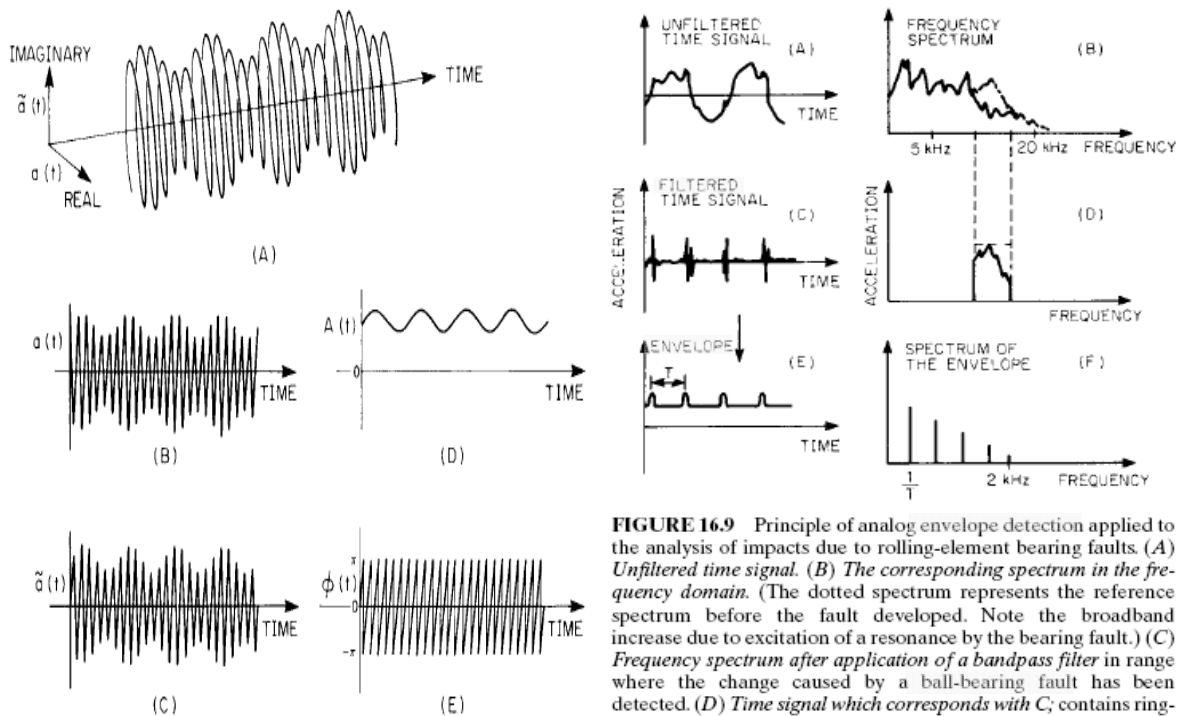 IMAGINARY
ã (t)
TIME
a (t)
REAL
(A)
a(t)
TIME
(B)
A (t)
0
TIME
(D)
ã(t)
TIME
(C)
π
ϕ(t)
0
-π
TIME
(E)
UNFILTERED
TIME SIGNAL
(A)
TIME
FREQUENCY
SPECTRUM
(B)
5 kHz
20 kHz
FREQUENCY
ACCELERATION
FILTERED
TIME SIGNAL
(C)
TIME
ACCELERATION
(D)
FREQUENCY
ENVELOPE
T
(E)
TIME
SPECTRUM OF
THE ENVELOPE
(F)
1
T
2 kHz
FREQUENCY
FIGURE 16.9 Principle of analog envelope detection applied to
the analysis of impacts due to rolling-element bearing faults. (A)
Unfiltered time signal. (B) The corresponding spectrum in the fre-
quency domain. (The dotted spectrum represents the reference
spectrum before the fault developed. Note the broadband
increase due to excitation of a resonance by the bearing fault.) (C)
Frequency spectrum after application of a bandpass filter in range
where the change caused by a ball-bearing fault has been
detected. (D) Time signal which corresponds with C; contains ring-